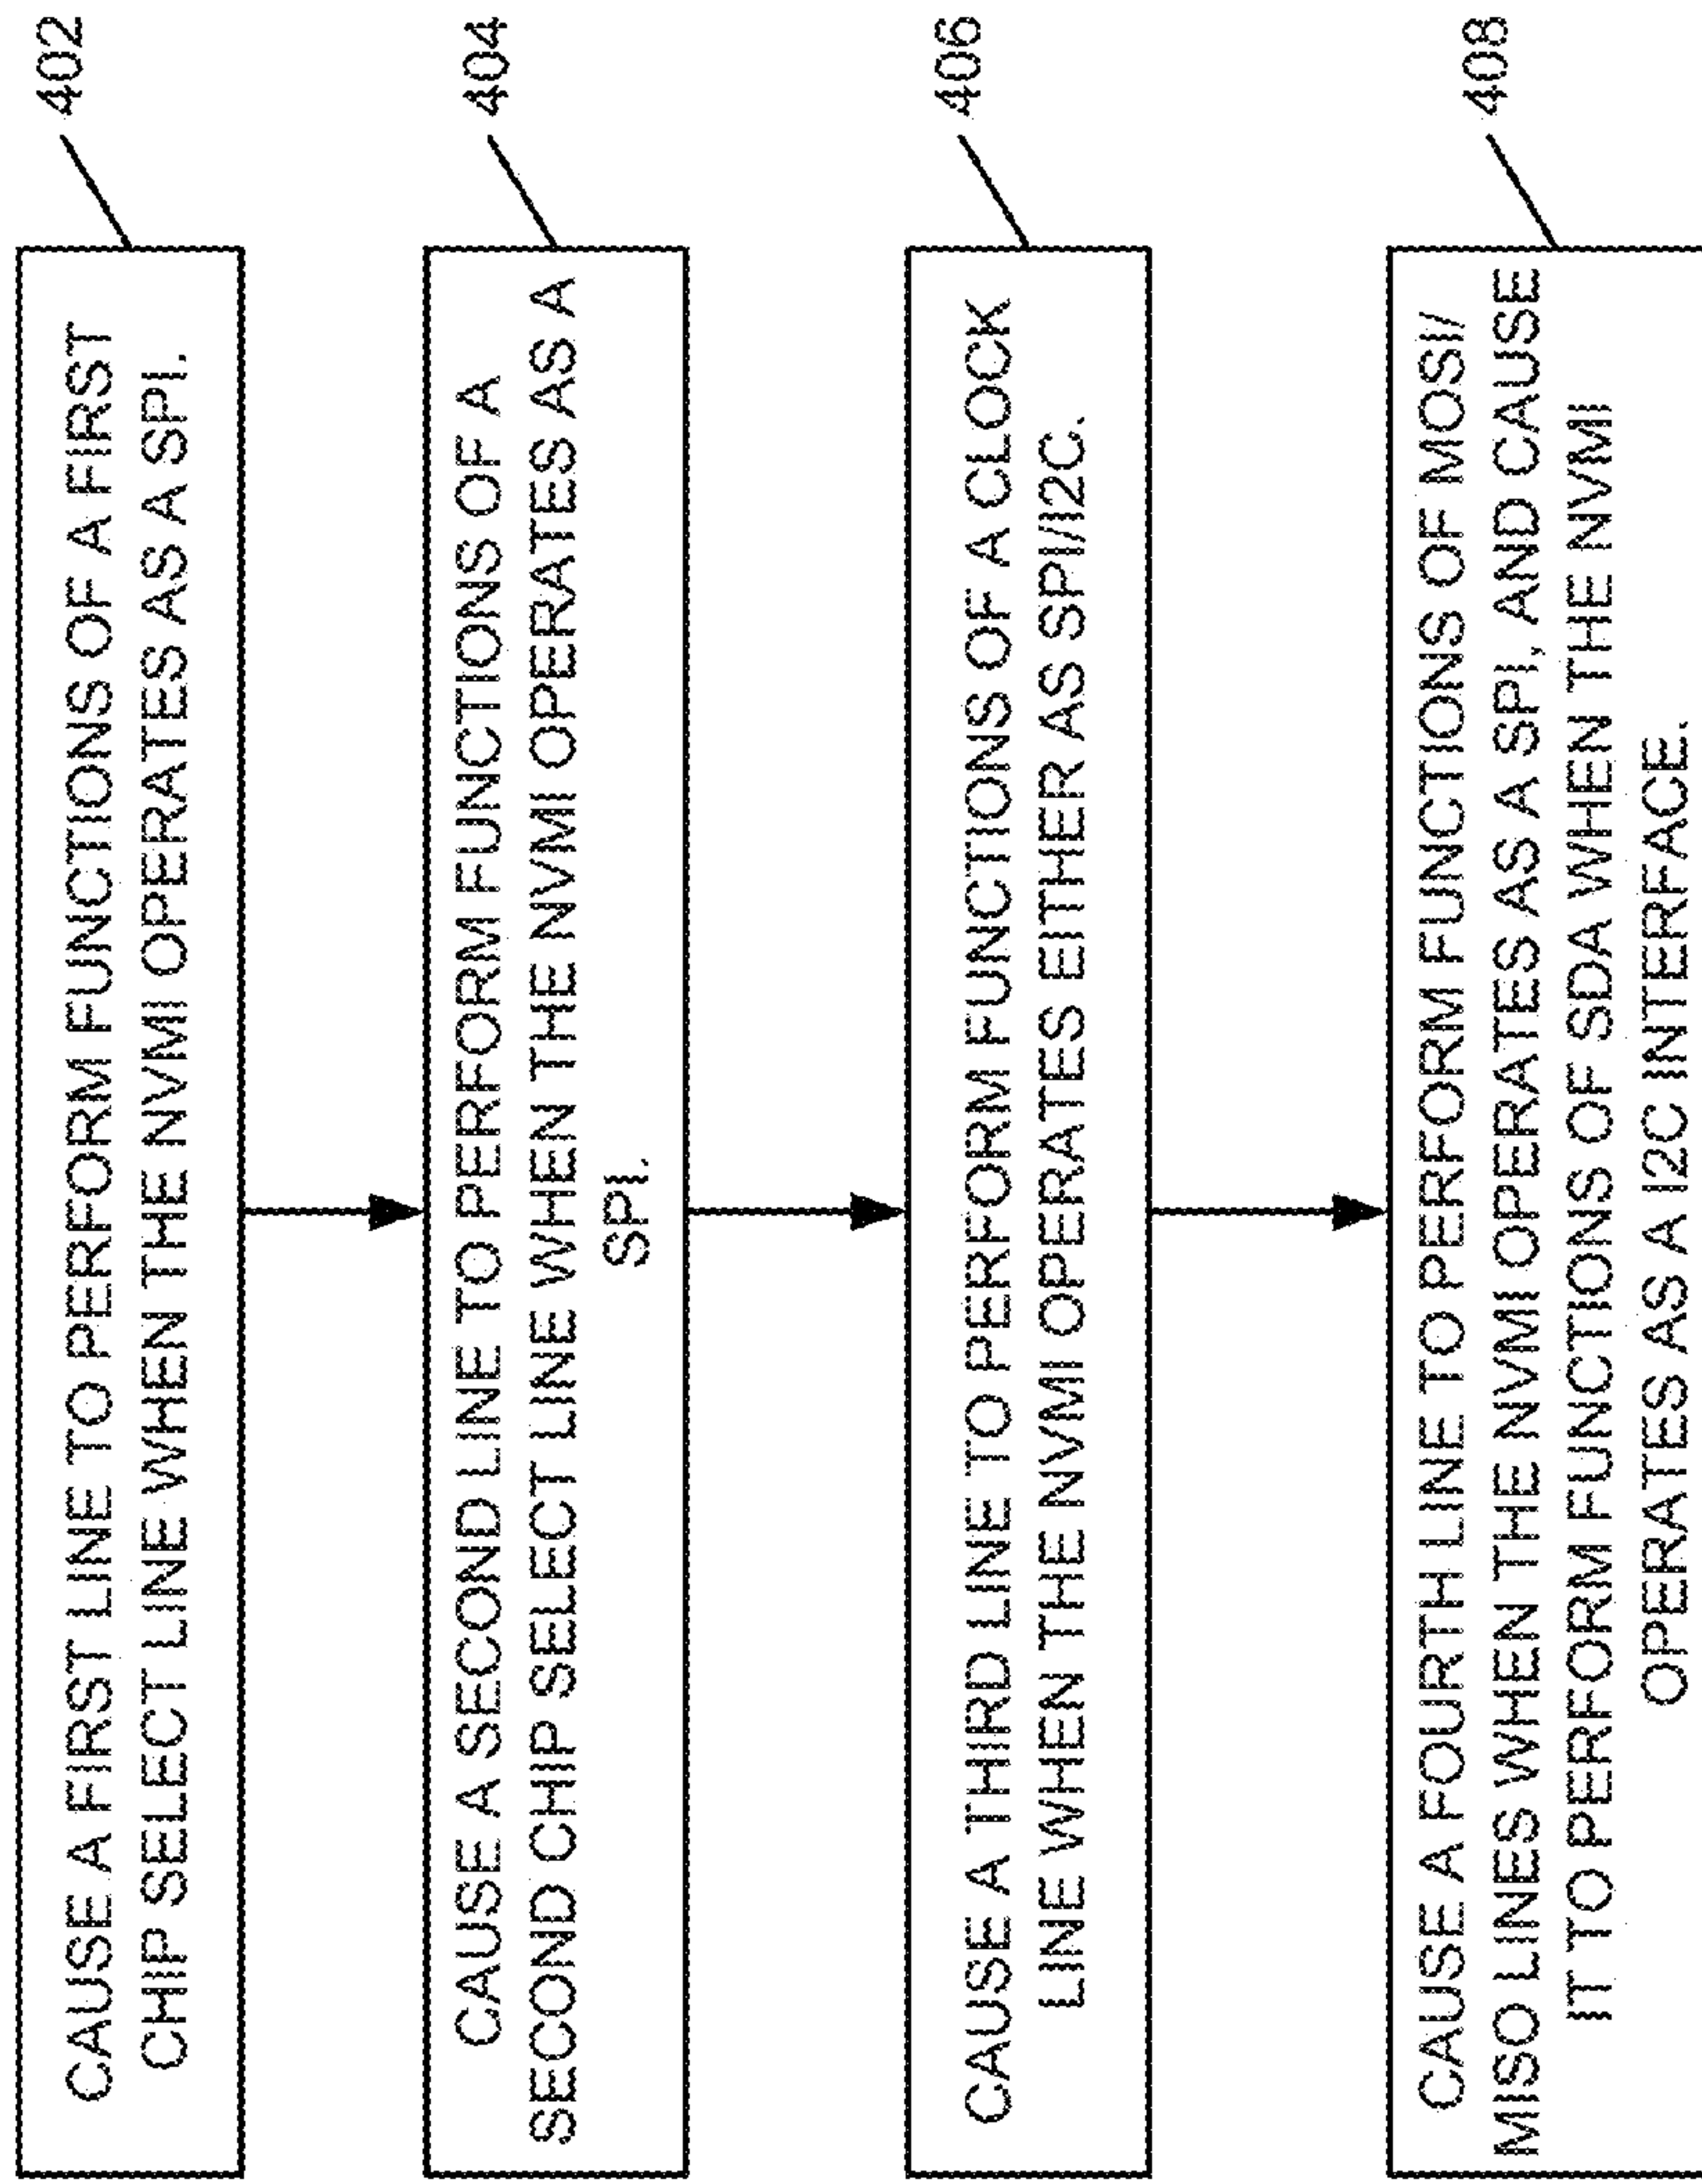 CAUSE A FIRST LINE TO PERFORM FUNCTIONS OF A FIRST
CHIP SELECT LINE WHEN THE NVMI OPERATES AS A SPI.
402
CAUSE A SECOND LINE TO PERFORM FUNCTIONS OF A
SECOND CHIP SELECT LINE WHEN THE NVMI OPERATES AS A
SPI.
404
CAUSE A THIRD LINE TO PERFORM FUNCTIONS OF A CLOCK
LINE WHEN THE NVMI OPERATES EITHER AS SPI/I2C.
406
CAUSE A FOURTH LINE TO PERFORM FUNCTIONS OF MOSI/
MISO LINES WHEN THE NVMI OPERATES AS A SPI, AND CAUSE
IT TO PERFORM FUNCTIONS OF SDA WHEN THE NVMI
OPERATES AS A I2C INTERFACE.
408